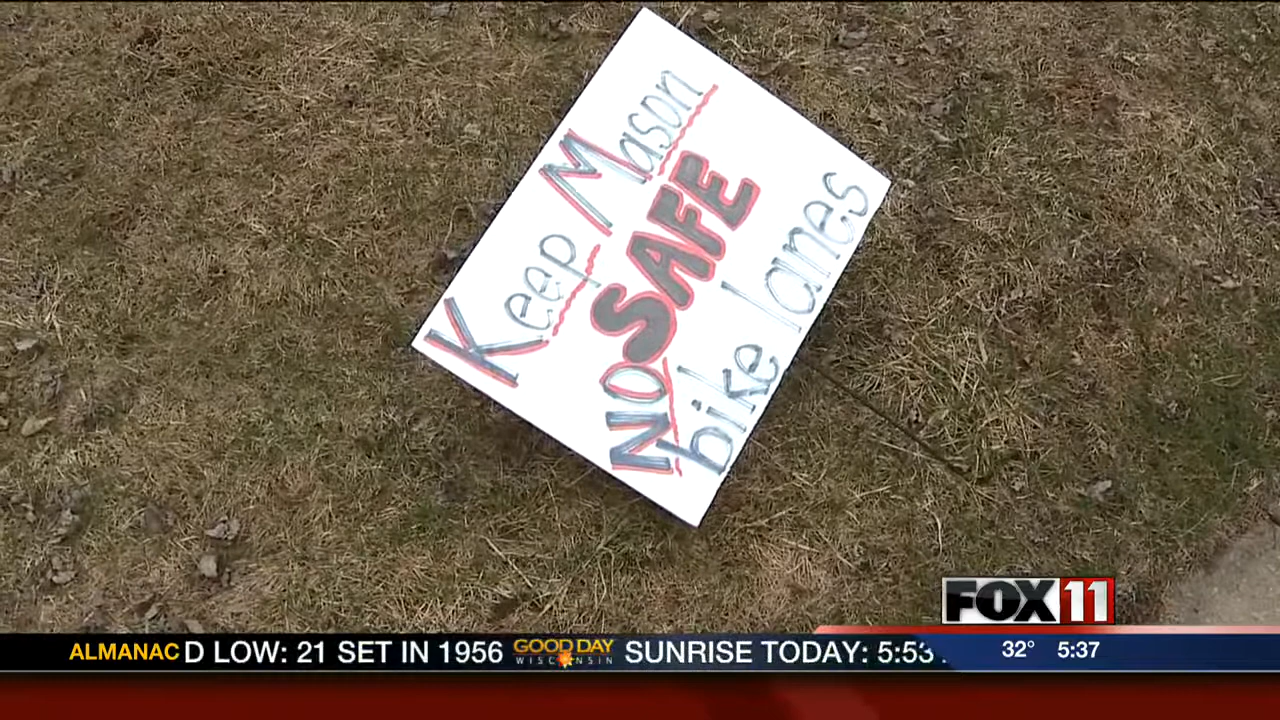 Keep Mason
SAFE
NO bike lanes
FOX 11
ALMANAC D LOW: 21 SET IN 1956 GOOD DAY WISCONSIN SUNRISE TODAY: 5:53 32° 5:37